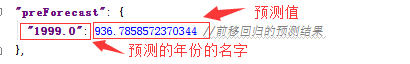 "preForecast": { 预测值
"1999.0": 936.7858572370344 //前移回归的预测结果
}, 预测的年份的名字